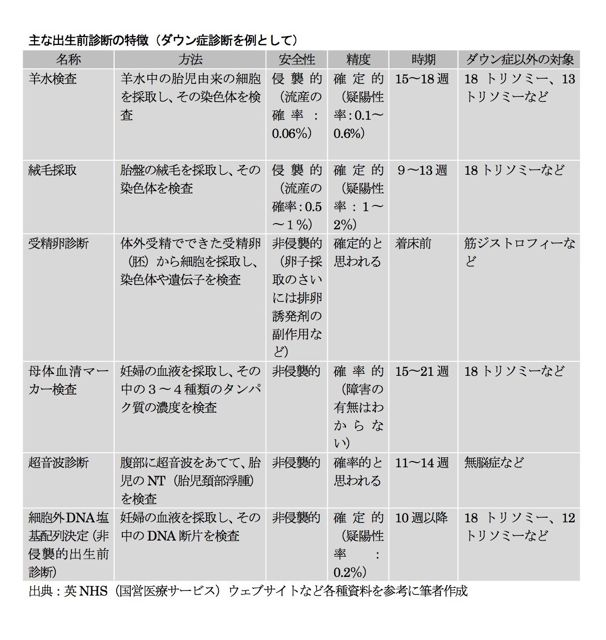 主な出生前診断の特徴（ダウン症診断を例として）
名称 方法 安全性 精度 時期 ダウン症以外の対象
羊水検査
羊水中の胎児由来の細胞
を採取し、その染色体を検
査
侵襲的
（流産の
確率：
0.06%）
確定的
（疑陽性
率：0.1～
0.6%）
15～18 週
18 トリソミー、13
トリソミーなど
絨毛採取
胎盤の絨毛を採取し、その
染色体を検査
侵襲的
（流産の
確率：0.5
～１%）
確定的
（疑陽性
率：1～
2%）
９～13 週
18 トリソミーなど
受精卵診断
体外受精でできた受精卵
（胚）から細胞を採取し、
染色体や遺伝子を検査
非侵襲的
（卵子採
取のさい
には排卵
誘発剤の
副作用な
ど）
確定的と
思われる
着床前
筋ジストロフィーな
ど
母体血清マー
カー検査
妊婦の血液を採取し、その
中の３～４種類のタンパ
ク質の濃度を検査
非侵襲的
確率的
（障害の
有無はわ
からな
い）
15～21 週
18 トリソミーなど
超音波診断
腹部に超音波をあてて、胎
児の NT（胎児頚部浮腫）
を検査
非侵襲的
確率的と
思われる
11～14 週
無脳症など
細胞外 DNA 塩
基配列決定（非
侵襲的出生前
診断）
妊婦の血液を採取し、その
中の DNA 断片を検査
非侵襲的
確定的
（疑陽性
率：
0.2%）
10 週以降
18 トリソミー、12
トリソミーなど
出典：英 NHS（国営医療サービス）ウェブサイトなど各種資料を参考に筆者作成